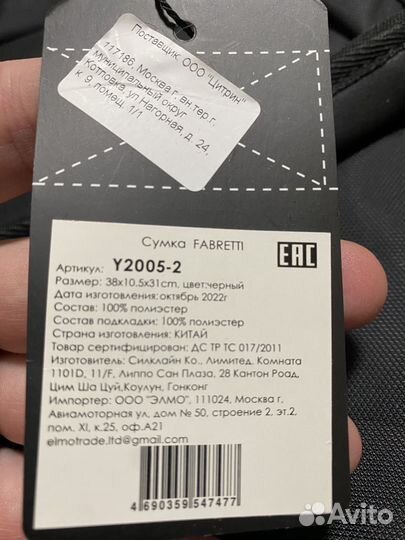 Поставщик ООО "Цитрин"
117186, Москва г, вн.тер.г.
муниципальный округ
Котловка, ул Нагорная, д. 24,
к. 9, помещ. 1/1
Сумка FABRETTI
EAC
Артикул: Y2005-2
Размер: 38x10.5x31cm, цвет:черный
Дата изготовления:октябрь 2022г
Состав: 100% полиэстер
Состав подкладки: 100% полиэстер
Страна изготовления: КИТАЙ
Товар сертифицирован: ДС ТР ТС 017/2011
Изготовитель: Силклайн Ко., Лимитед, Комната
1101D, 11/F, Липпо Сан Плаза, 28 Кантон Роад,
Цим Ша Цуй,Коулун, Гонконг
Импортер: ООО "ЭЛМО", 111024, Москва г.
Авиамоторная ул, дом № 50, строение 2, эт.2,
пом. XI, к.25, оф.А21
elmotrade.ltd@gmail.com
4 690359 547477
Avito